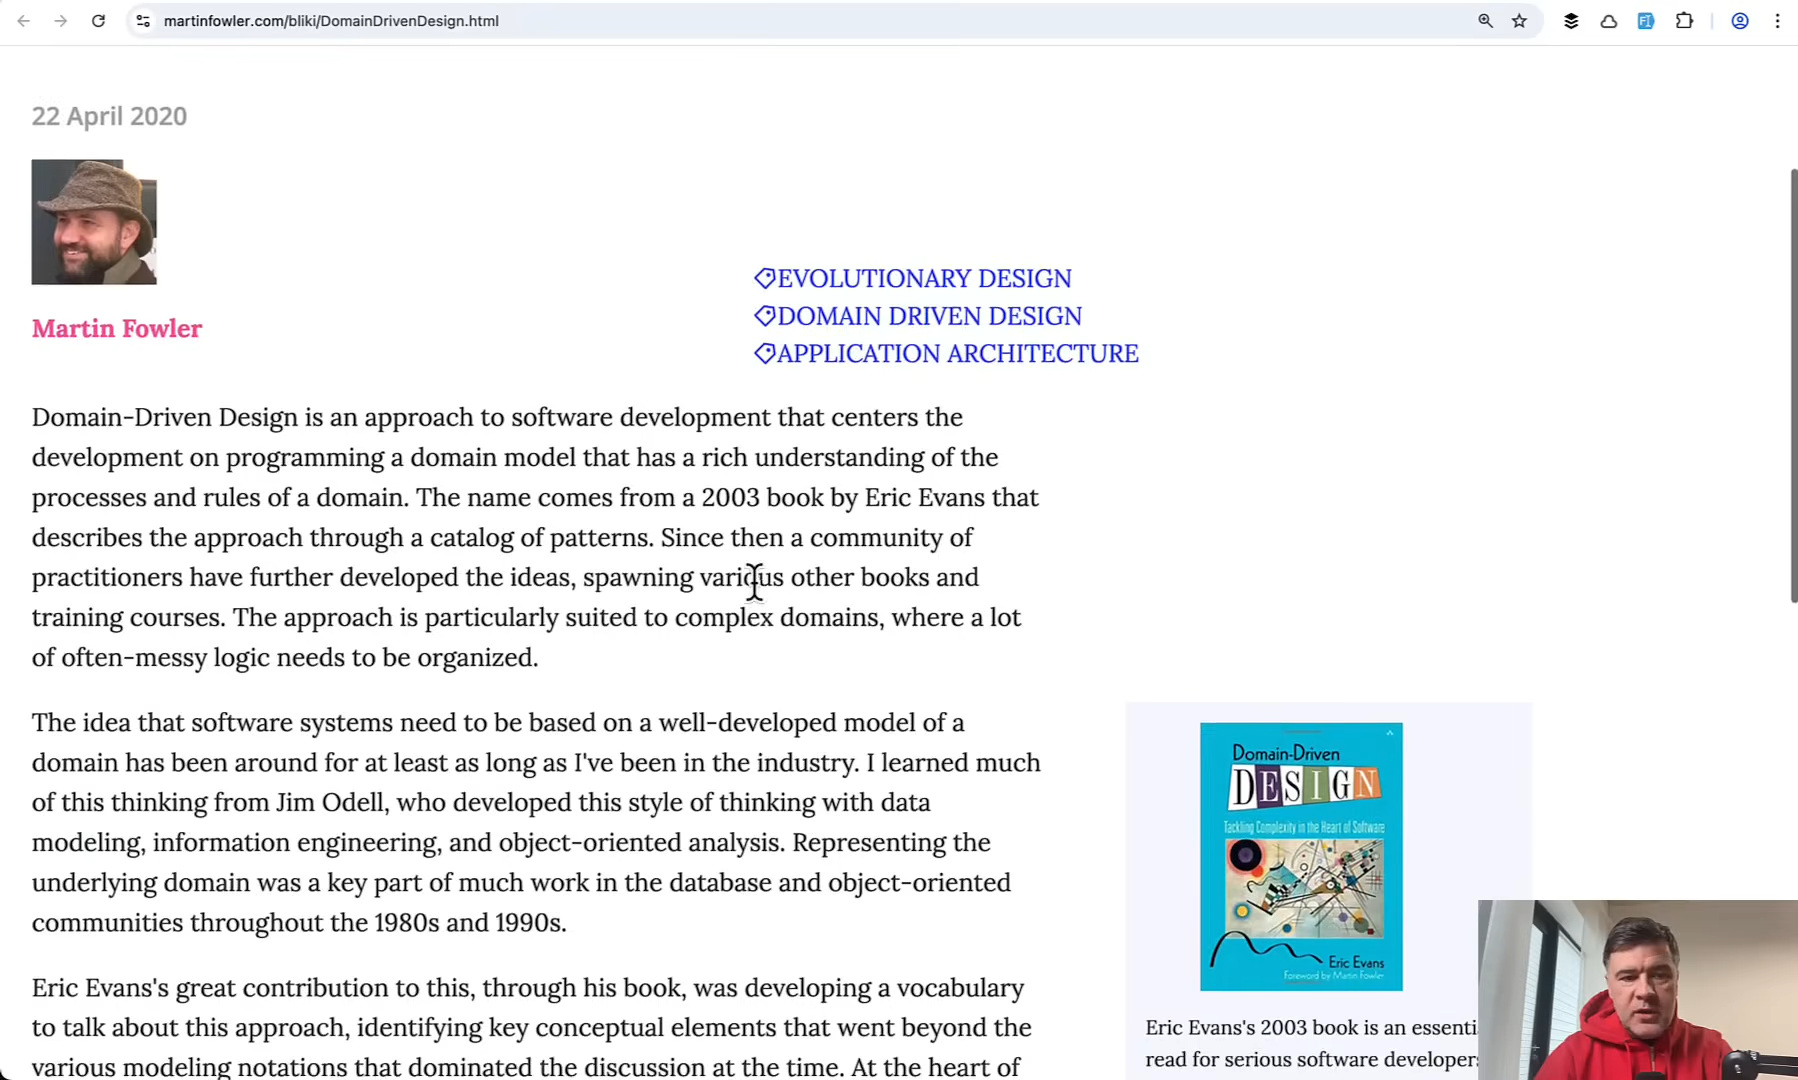 martinfowler.com/bliki/DomainDrivenDesign.html
22 April 2020
Martin Fowler
EVOLUTIONARY DESIGN
DOMAIN DRIVEN DESIGN
APPLICATION ARCHITECTURE
Domain-Driven Design is an approach to software development that centers the
development on programming a domain model that has a rich understanding of the
processes and rules of a domain. The name comes from a 2003 book by Eric Evans that
describes the approach through a catalog of patterns. Since then a community of
practitioners have further developed the ideas, spawning various other books and
training courses. The approach is particularly suited to complex domains, where a lot
of often-messy logic needs to be organized.
The idea that software systems need to be based on a well-developed model of a
domain has been around for at least as long as I've been in the industry. I learned much
of this thinking from Jim Odell, who developed this style of thinking with data
modeling, information engineering, and object-oriented analysis. Representing the
underlying domain was a key part of much work in the database and object-oriented
communities throughout the 1980s and 1990s.
Eric Evans's great contribution to this, through his book, was developing a vocabulary
to talk about this approach, identifying key conceptual elements that went beyond the
various modeling notations that dominated the discussion at the time. At the heart of
Domain-Driven
DESIGN
Tackling Complexity in the Heart of Software
Eric Evans
Foreword by Martin Fowler
Eric Evans's 2003 book is an essenti
read for serious software developers